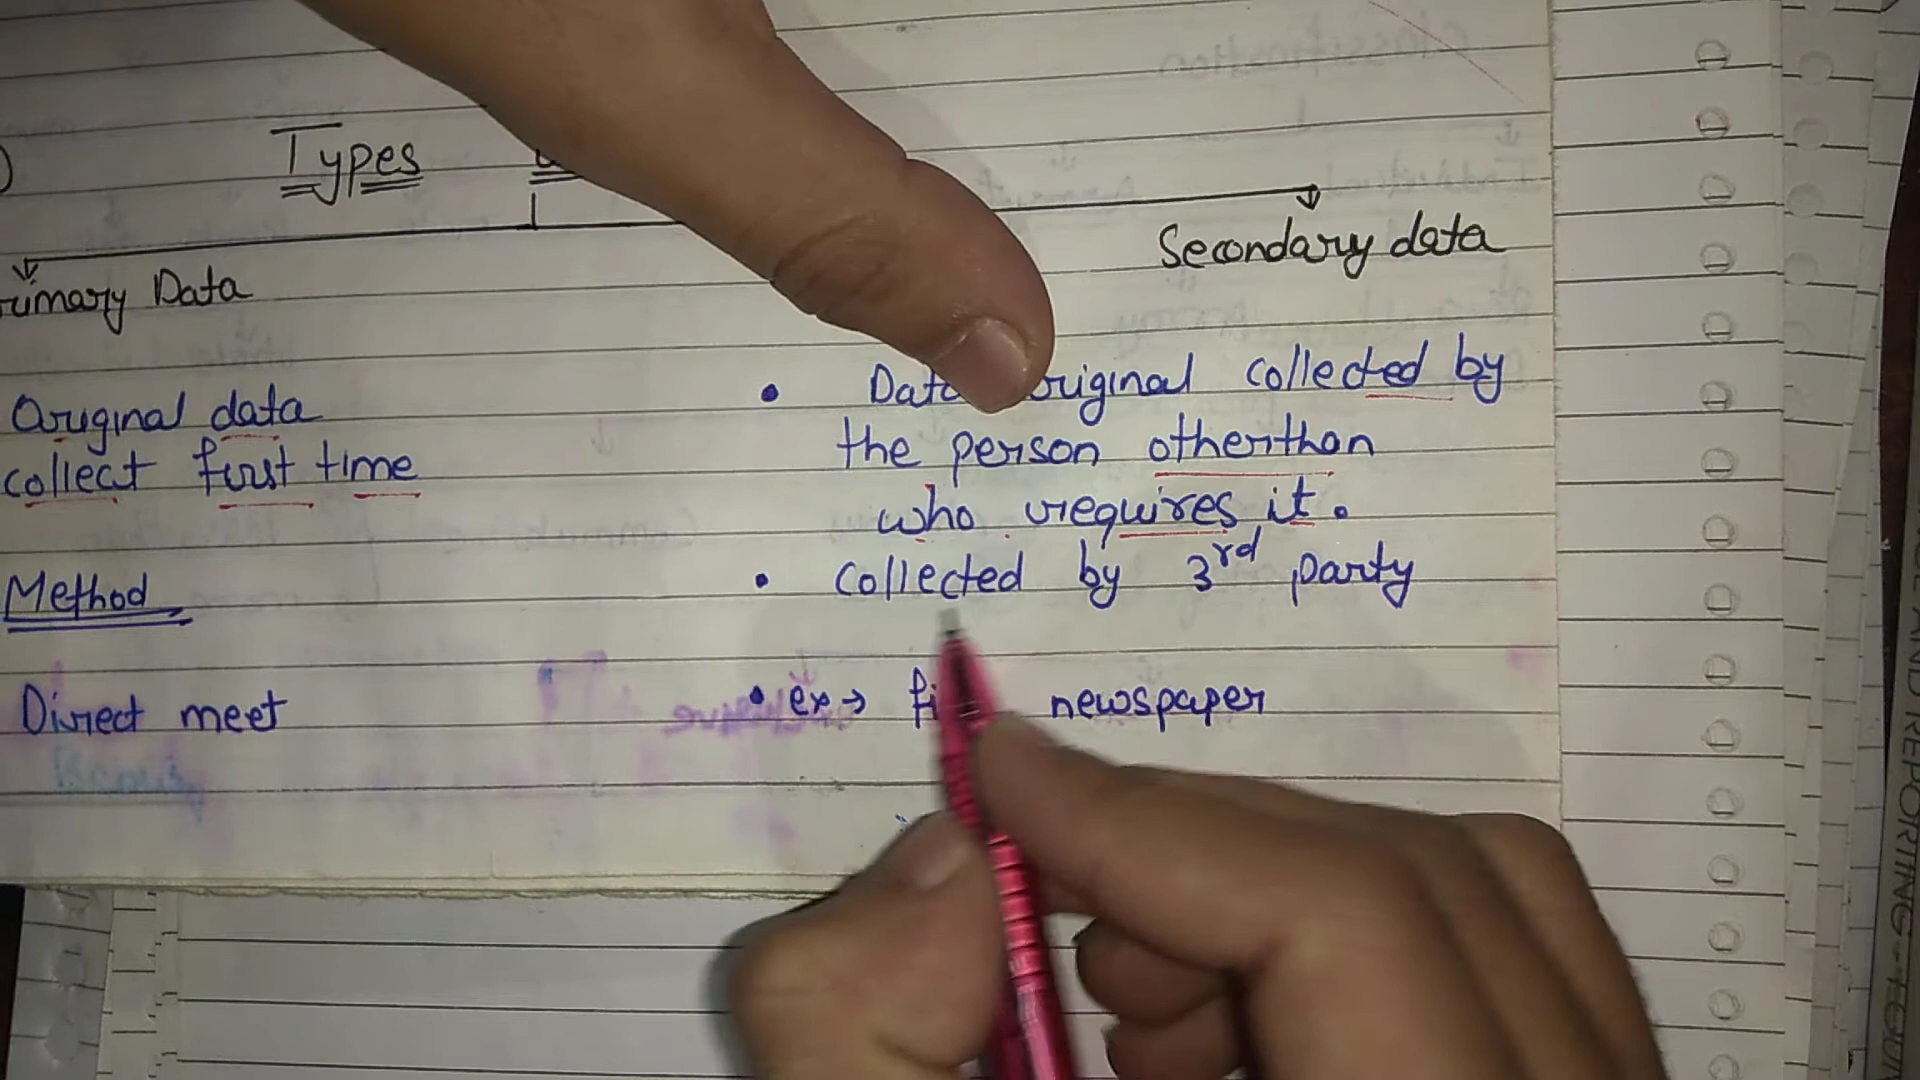 Types
Secondary data
rimary Data
Original data
collect first time
Method
Direct meet
• Data original collected by
the person otherthan
who requires it.
• Collected by 3rd party
• ex → newspaper